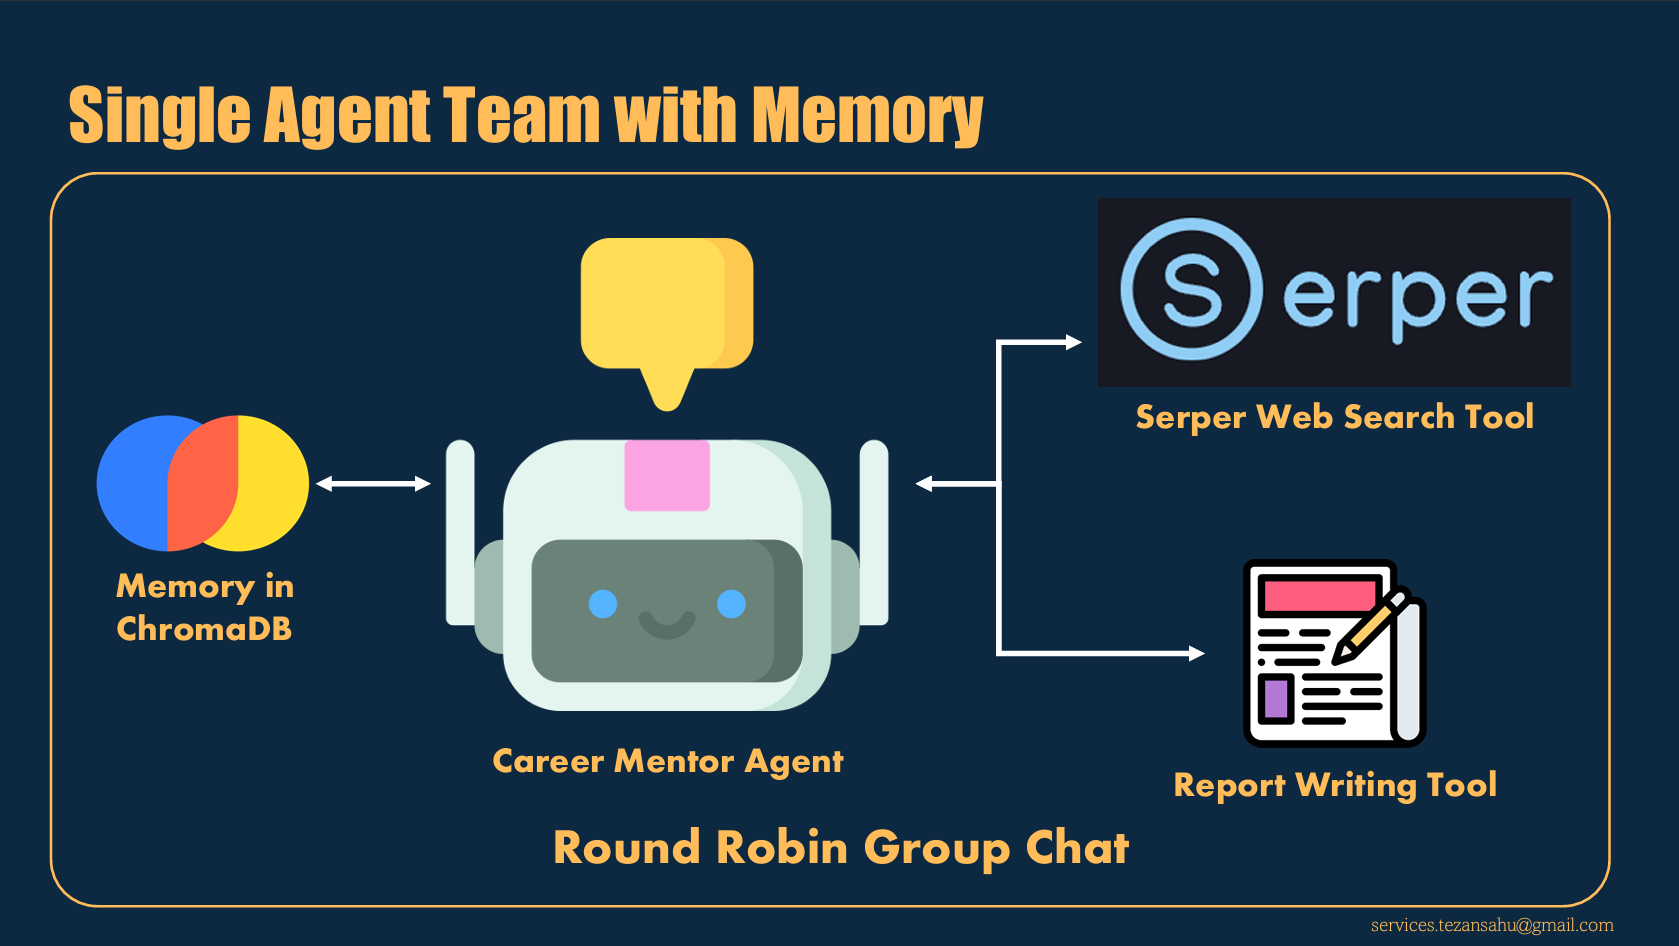 Single Agent Team with Memory
Serper
Serper Web Search Tool
Memory in
ChromaDB
Career Mentor Agent
Report Writing Tool
Round Robin Group Chat
services.tezansahu@gmail.com